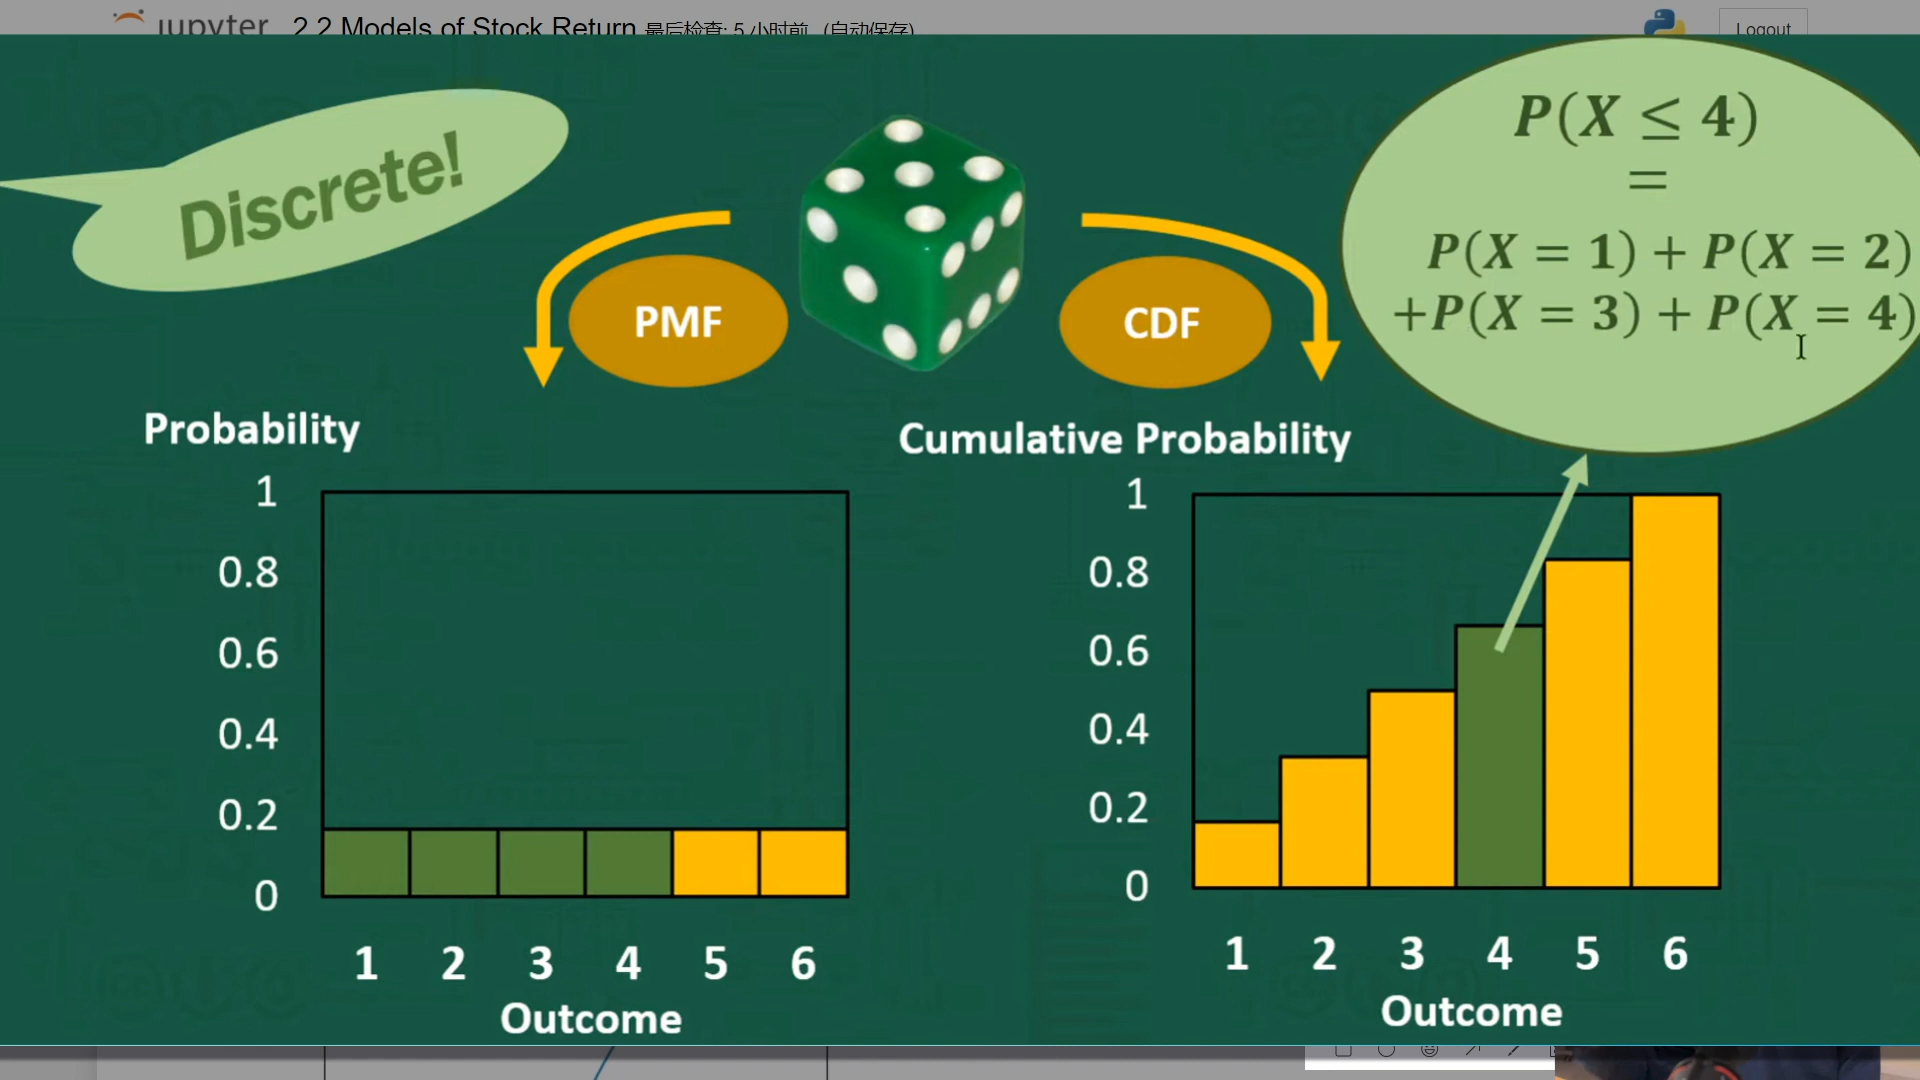 jupyter 2.2 Models of Stock Return 最后检查: 5 小时前 (自动保存)
Logout
Discrete!
PMF
CDF
P(X ≤ 4)
=
P(X = 1) + P(X = 2)
+P(X = 3) + P(X = 4)
Probability
1
0.8
0.6
0.4
0.2
0
1 2 3 4 5 6
Outcome
Cumulative Probability
1
0.8
0.6
0.4
0.2
0
1 2 3 4 5 6
Outcome